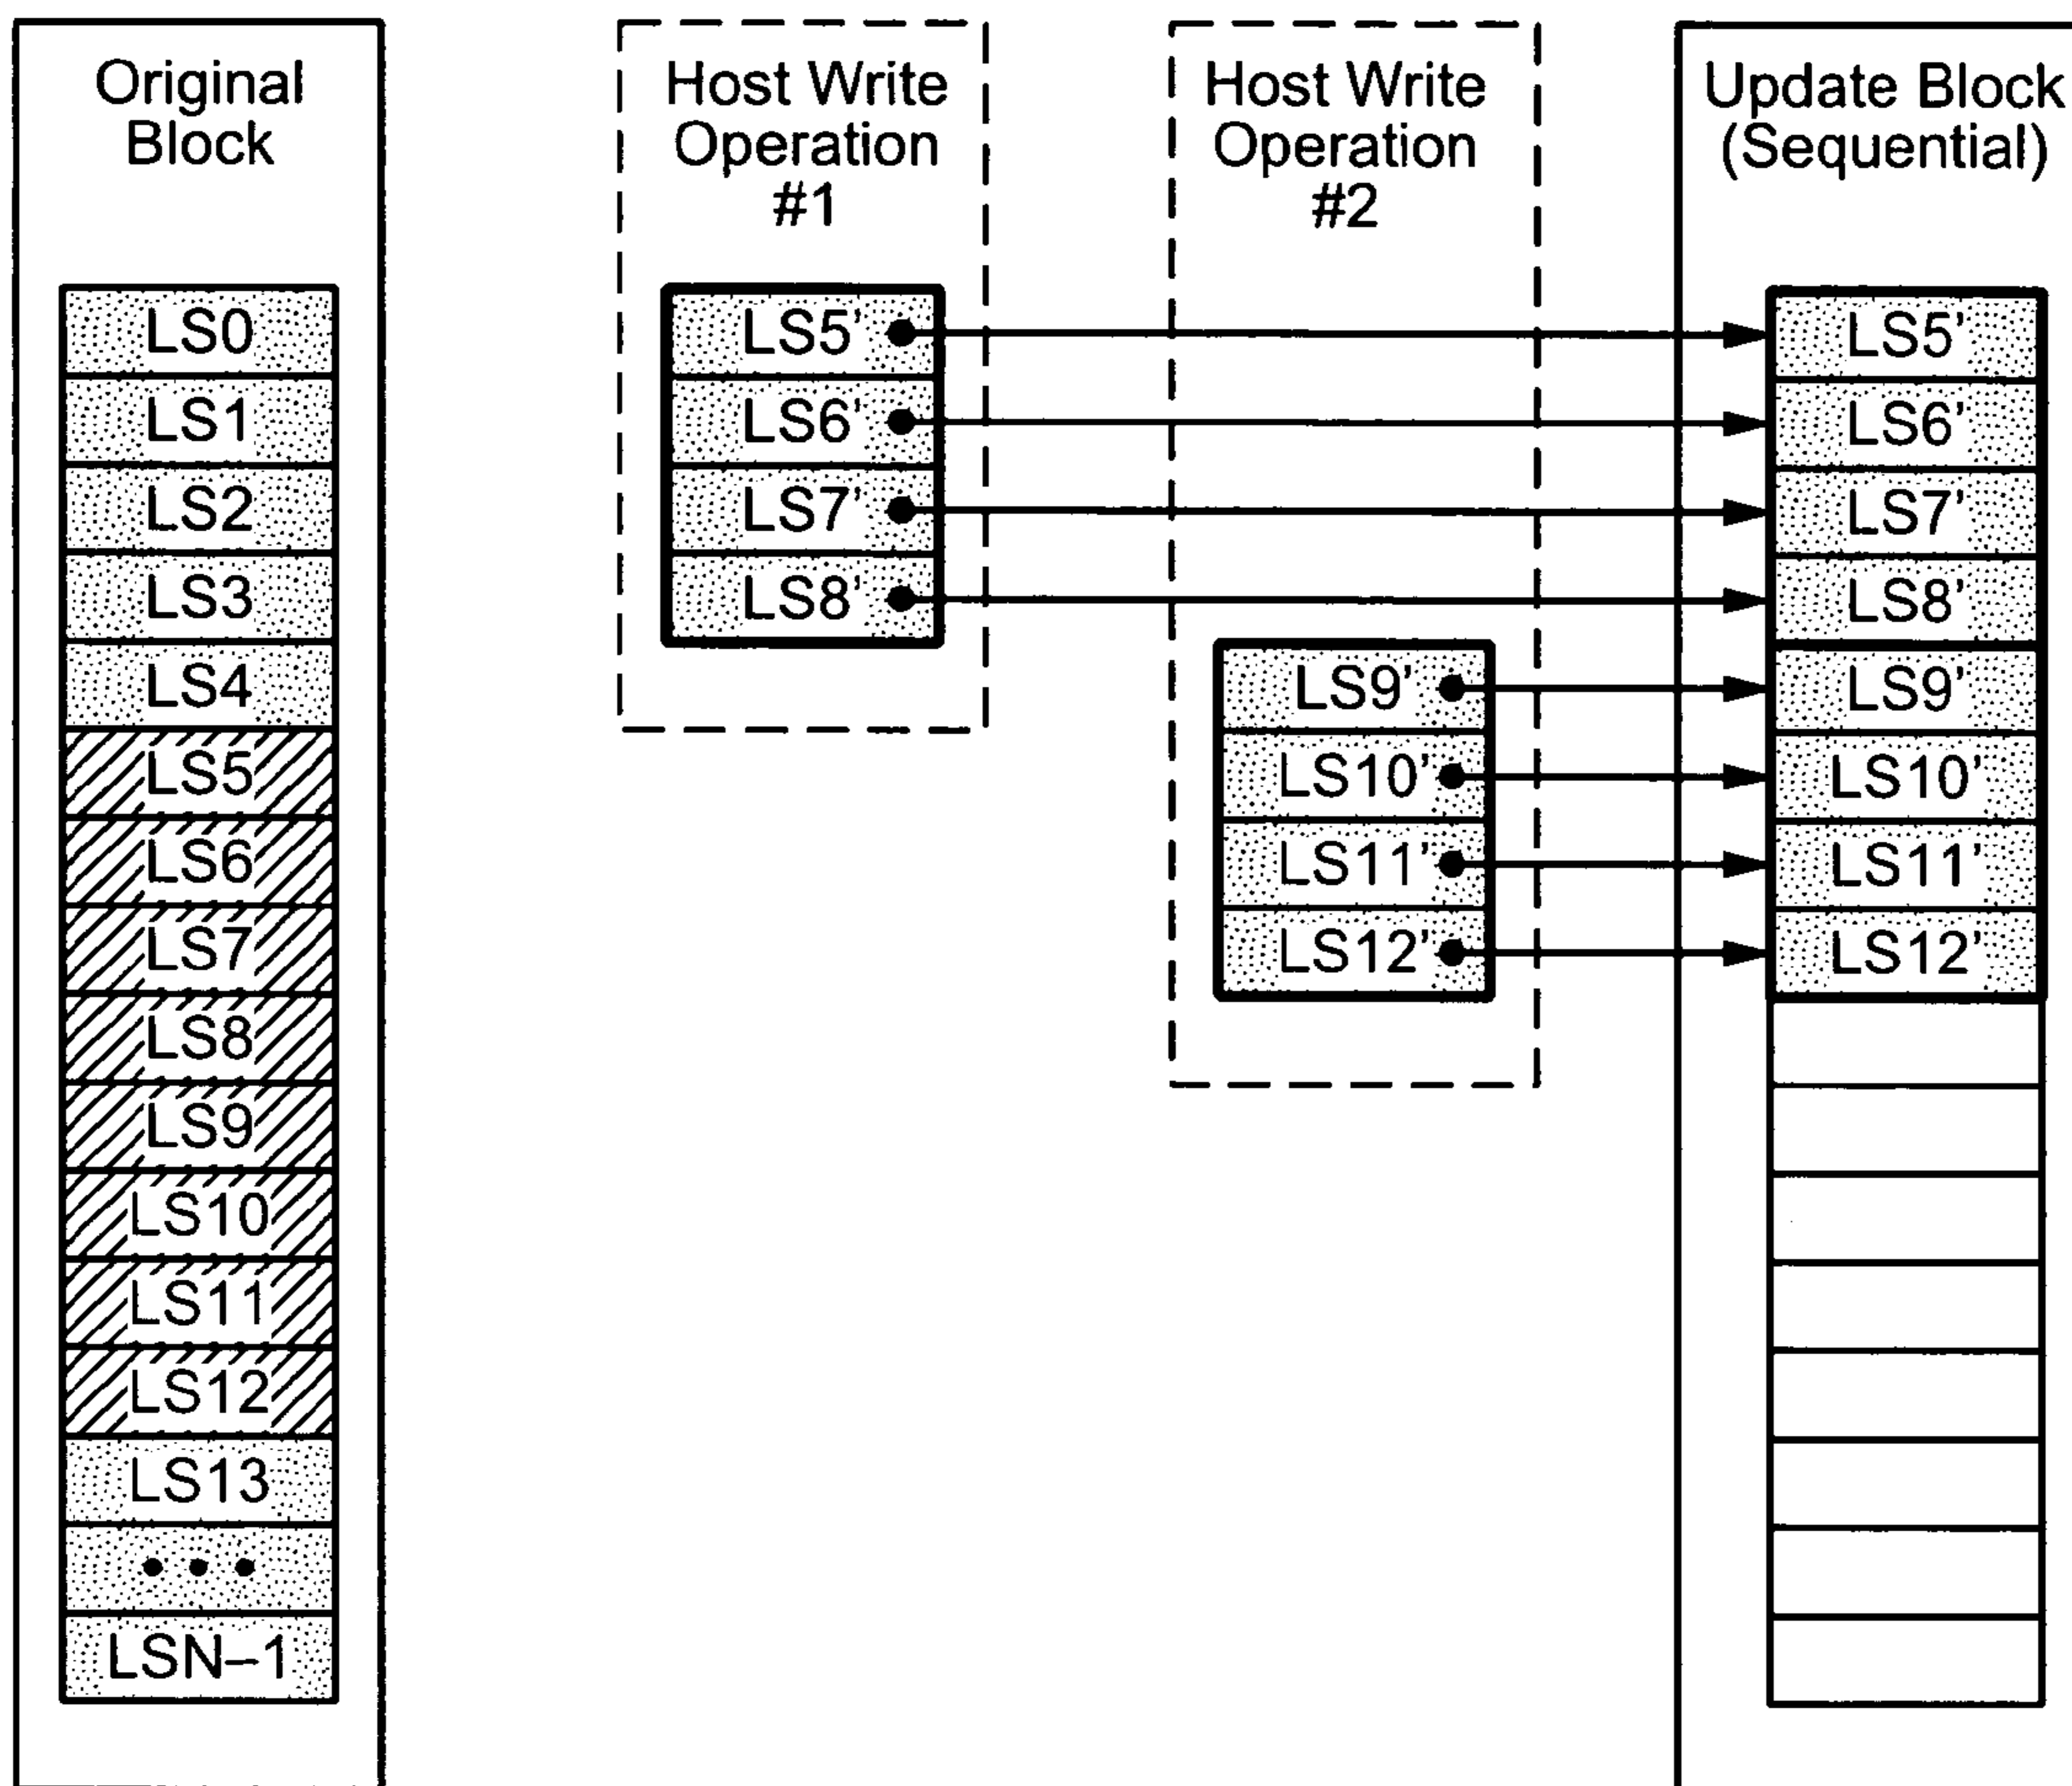 Original
Block
LS0
LS1
LS2
LS3
LS4
LS5
LS6
LS7
LS8
LS9
LS10
LS11
LS12
LS13
• • •
LSN–1
Host Write
Operation
#1
LS5’
LS6’
LS7’
LS8’
Host Write
Operation
#2
LS9’
LS10’
LS11’
LS12’
Update Block
(Sequential)
LS5’
LS6’
LS7’
LS8’
LS9’
LS10’
LS11’
LS12’